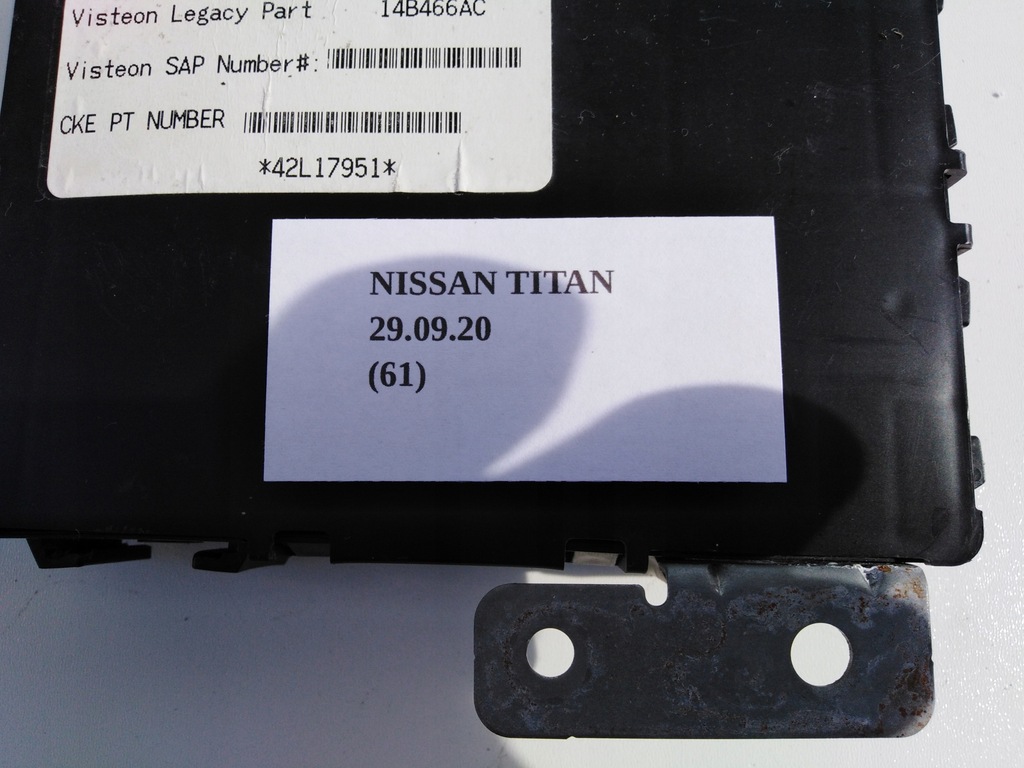 Visteon Legacy Part 14B466AC
Visteon SAP Number#:
CKE PT NUMBER
*42L17951*
NISSAN TITAN
29.09.20
(61)